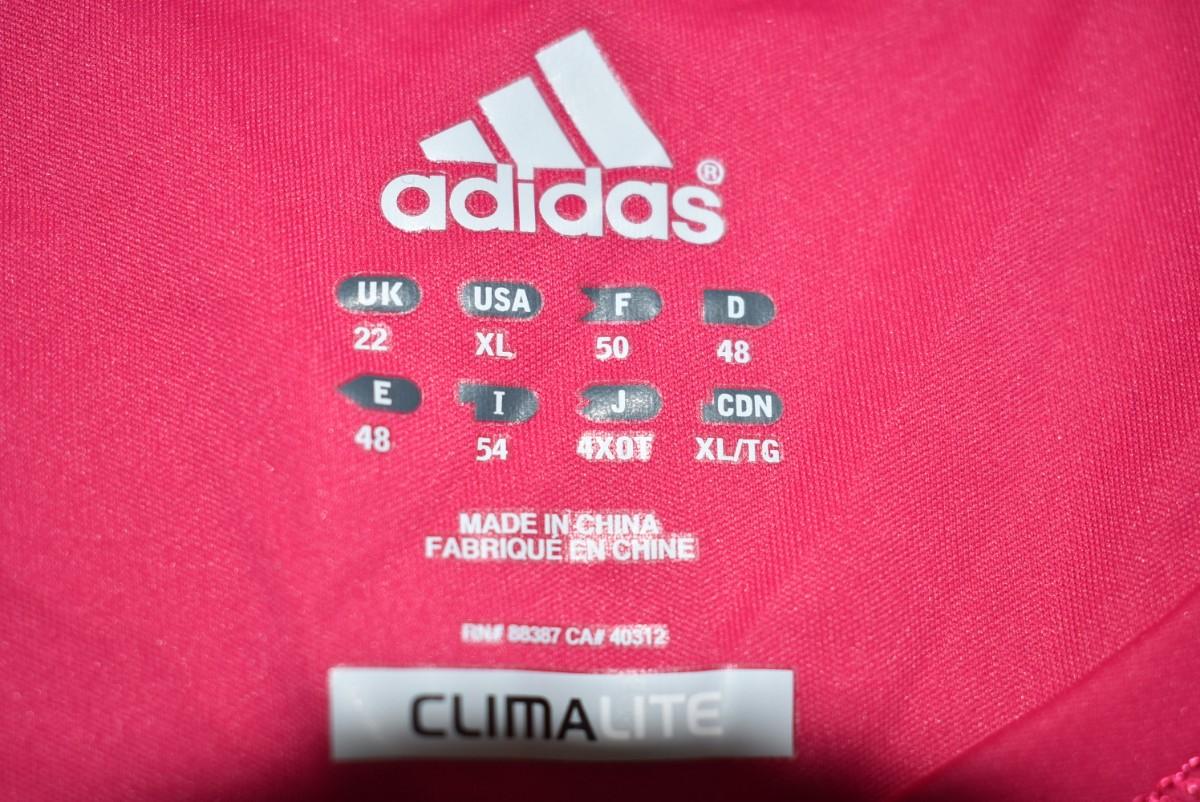 adidas®
UK USA F D
22 XL 50 48
E I J CDN
48 54 4XOT XL/TG
MADE IN CHINA
FABRIQUÉ EN CHINE
RN# 88387 CA# 40312
CLIMALITE